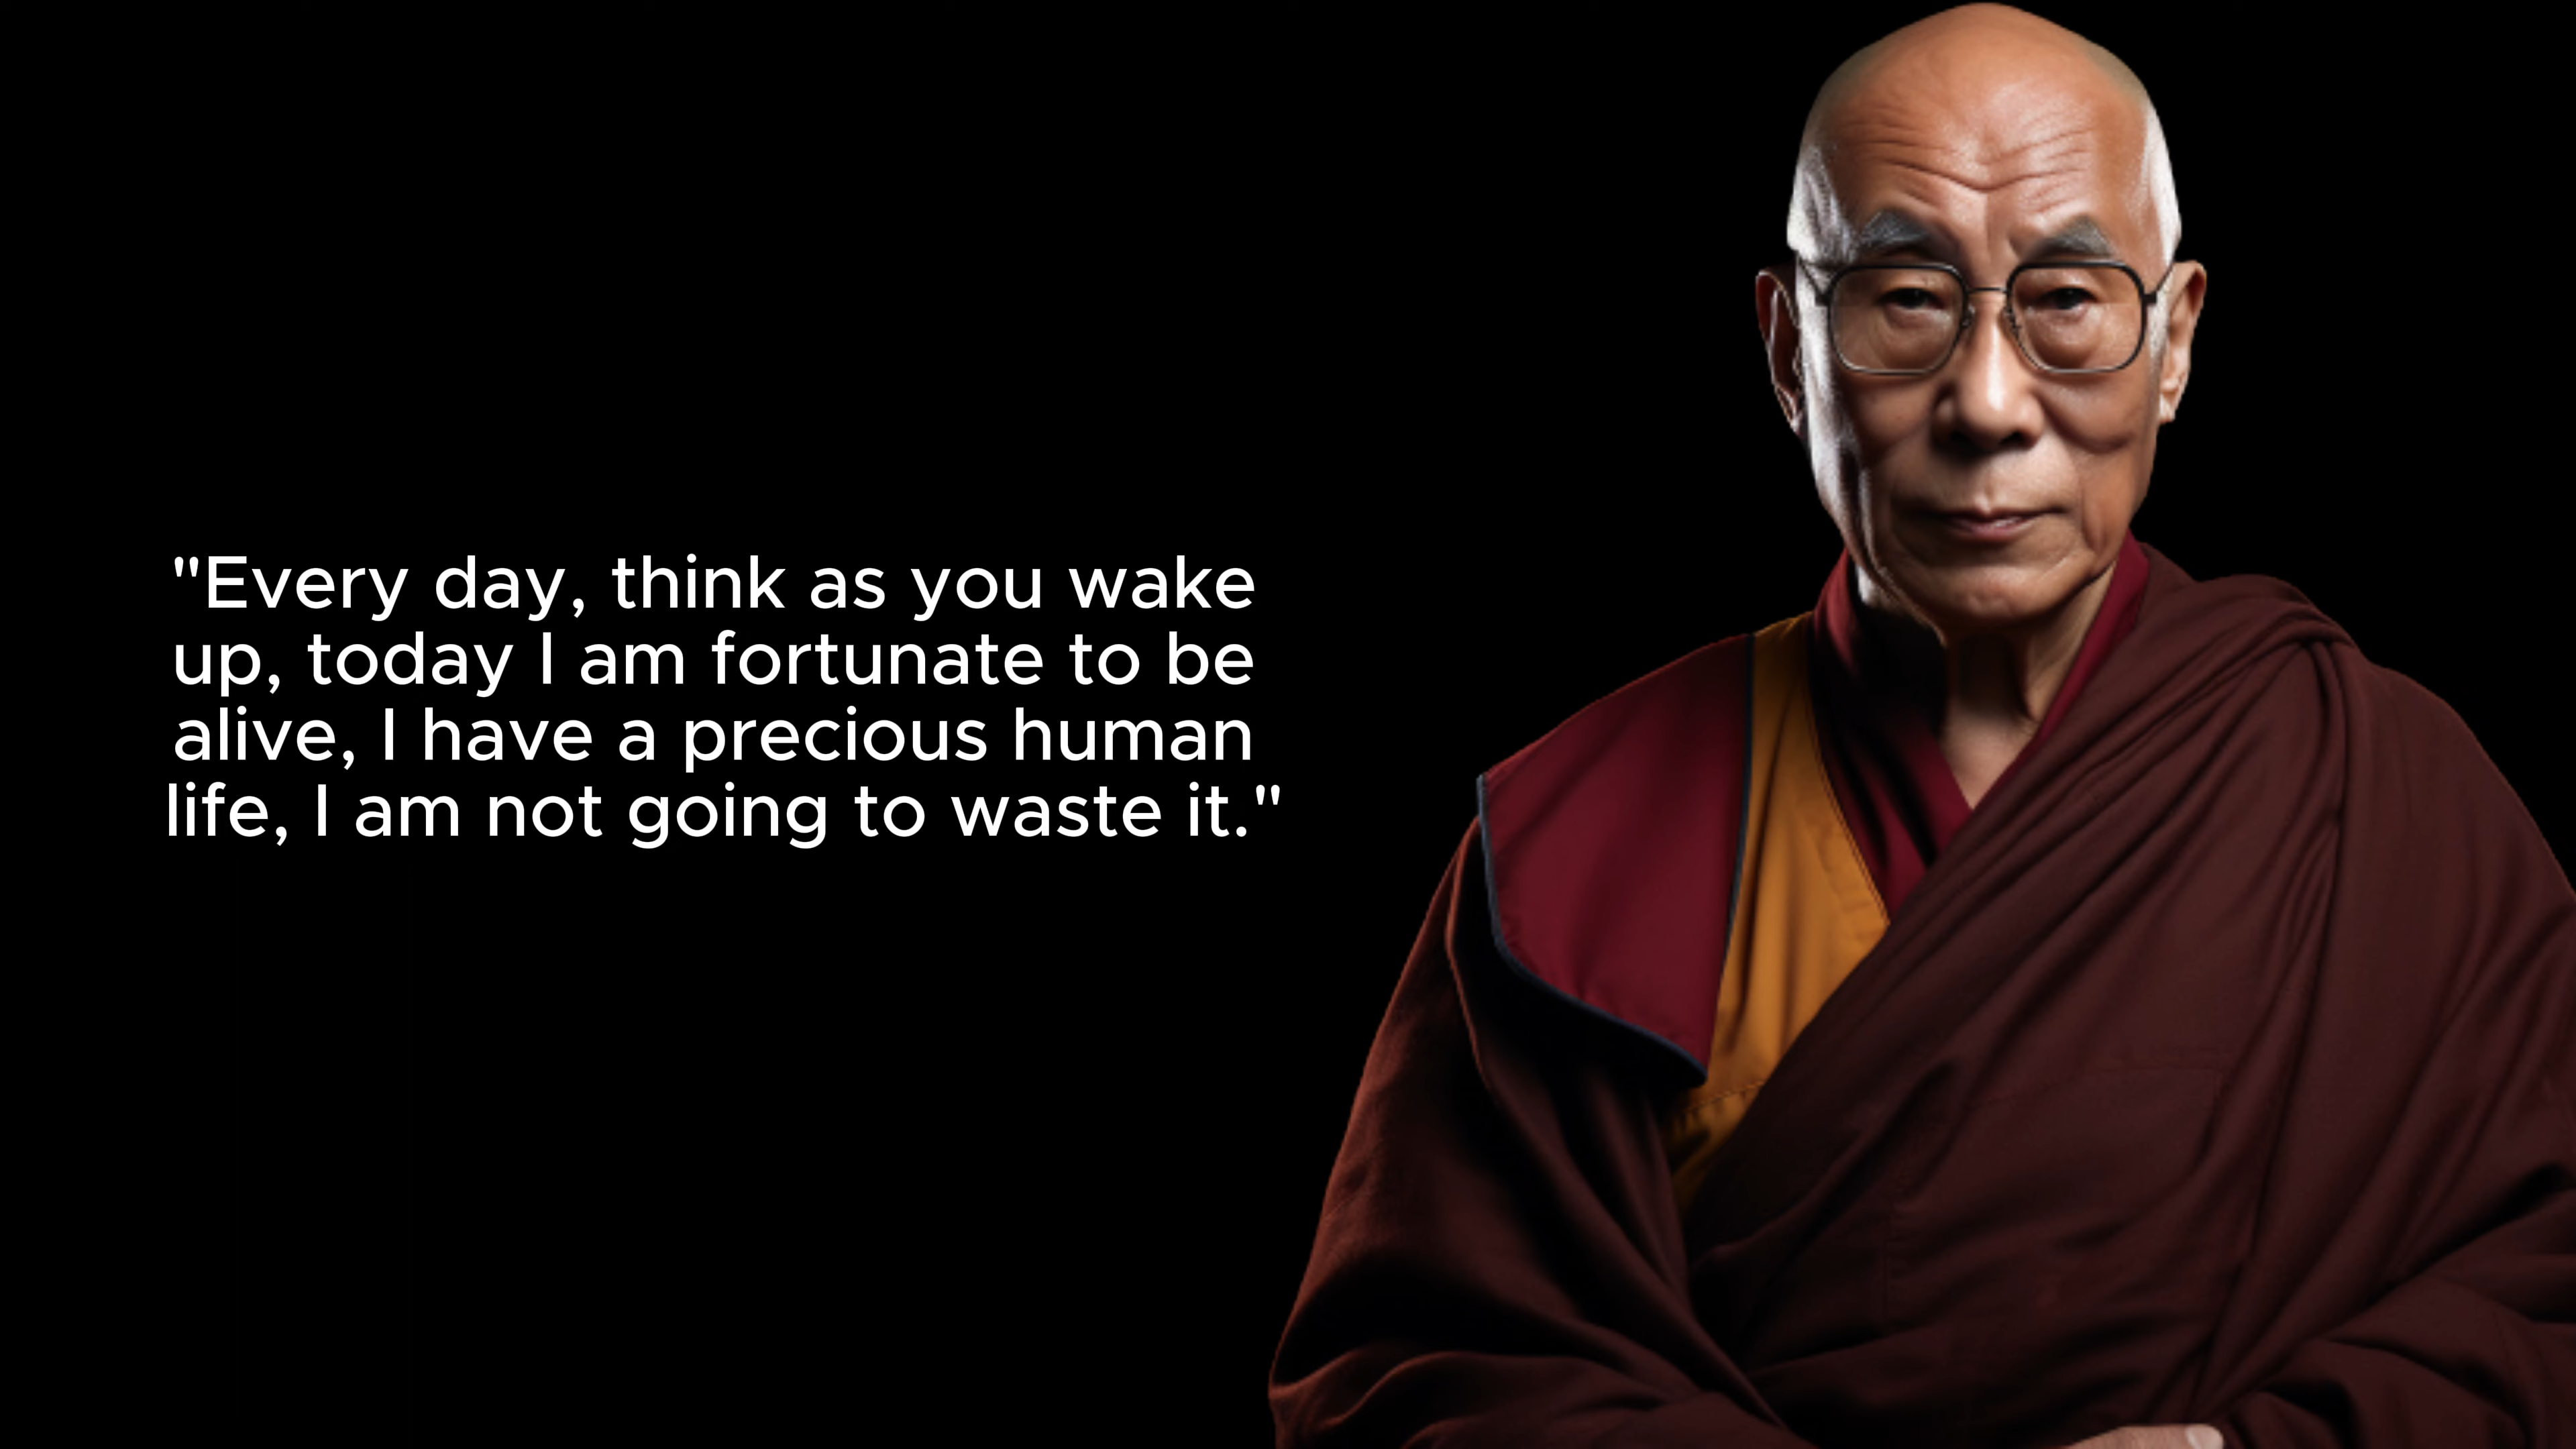 "Every day, think as you wake
up, today I am fortunate to be
alive, I have a precious human
life, I am not going to waste it."